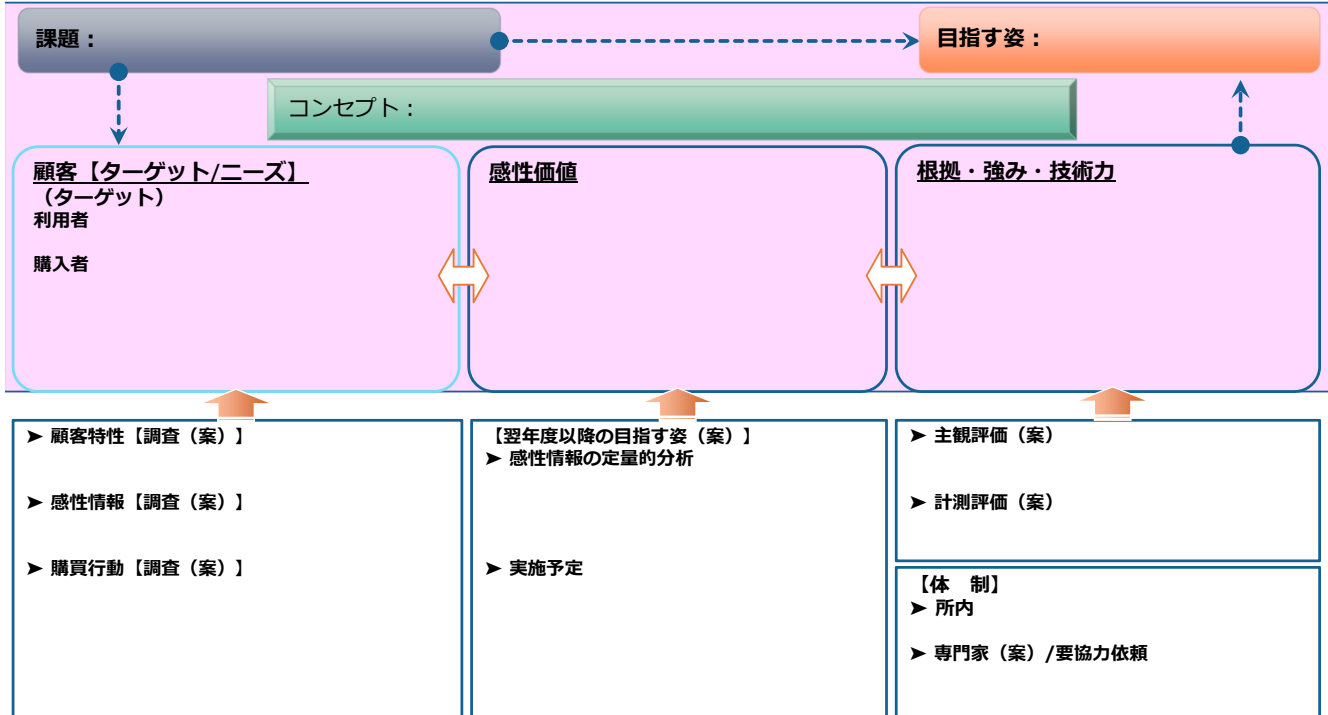 課題：
目指す姿：
コンセプト：
顧客【ターゲット/ニーズ】
（ターゲット）
利用者
購入者
感性価値
根拠・強み・技術力
➤ 顧客特性【調査（案）】
➤ 感性情報【調査（案）】
➤ 購買行動【調査（案）】
【翌年度以降の目指す姿（案）】
➤ 感性情報の定量的分析
➤ 実施予定
➤ 主観評価（案）
➤ 計測評価（案）
【体　制】
➤ 所内
➤ 専門家（案）/要協力依頼